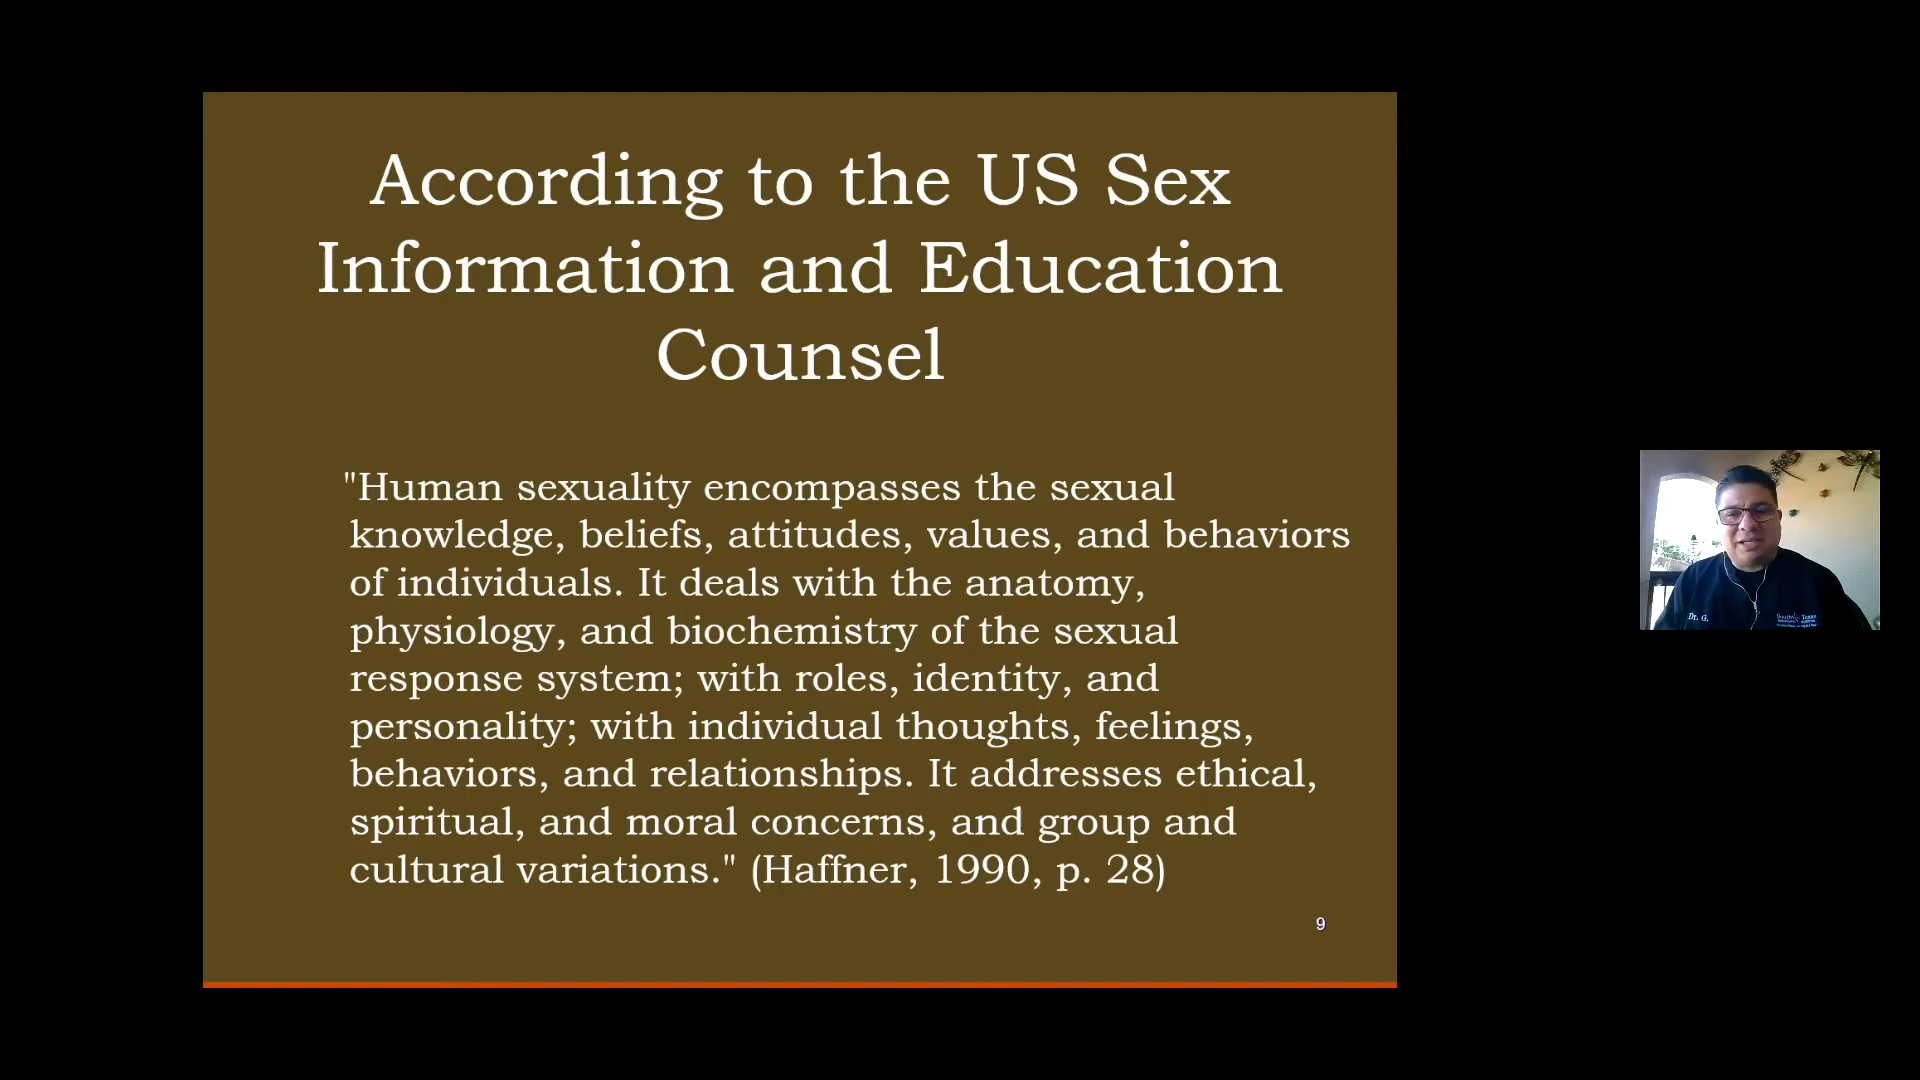 According to the US Sex
Information and Education
Counsel
"Human sexuality encompasses the sexual
knowledge, beliefs, attitudes, values, and behaviors
of individuals. It deals with the anatomy,
physiology, and biochemistry of the sexual
response system; with roles, identity, and
personality; with individual thoughts, feelings,
behaviors, and relationships. It addresses ethical,
spiritual, and moral concerns, and group and
cultural variations." (Haffner, 1990, p. 28)
9
Dr. G.
South Texas